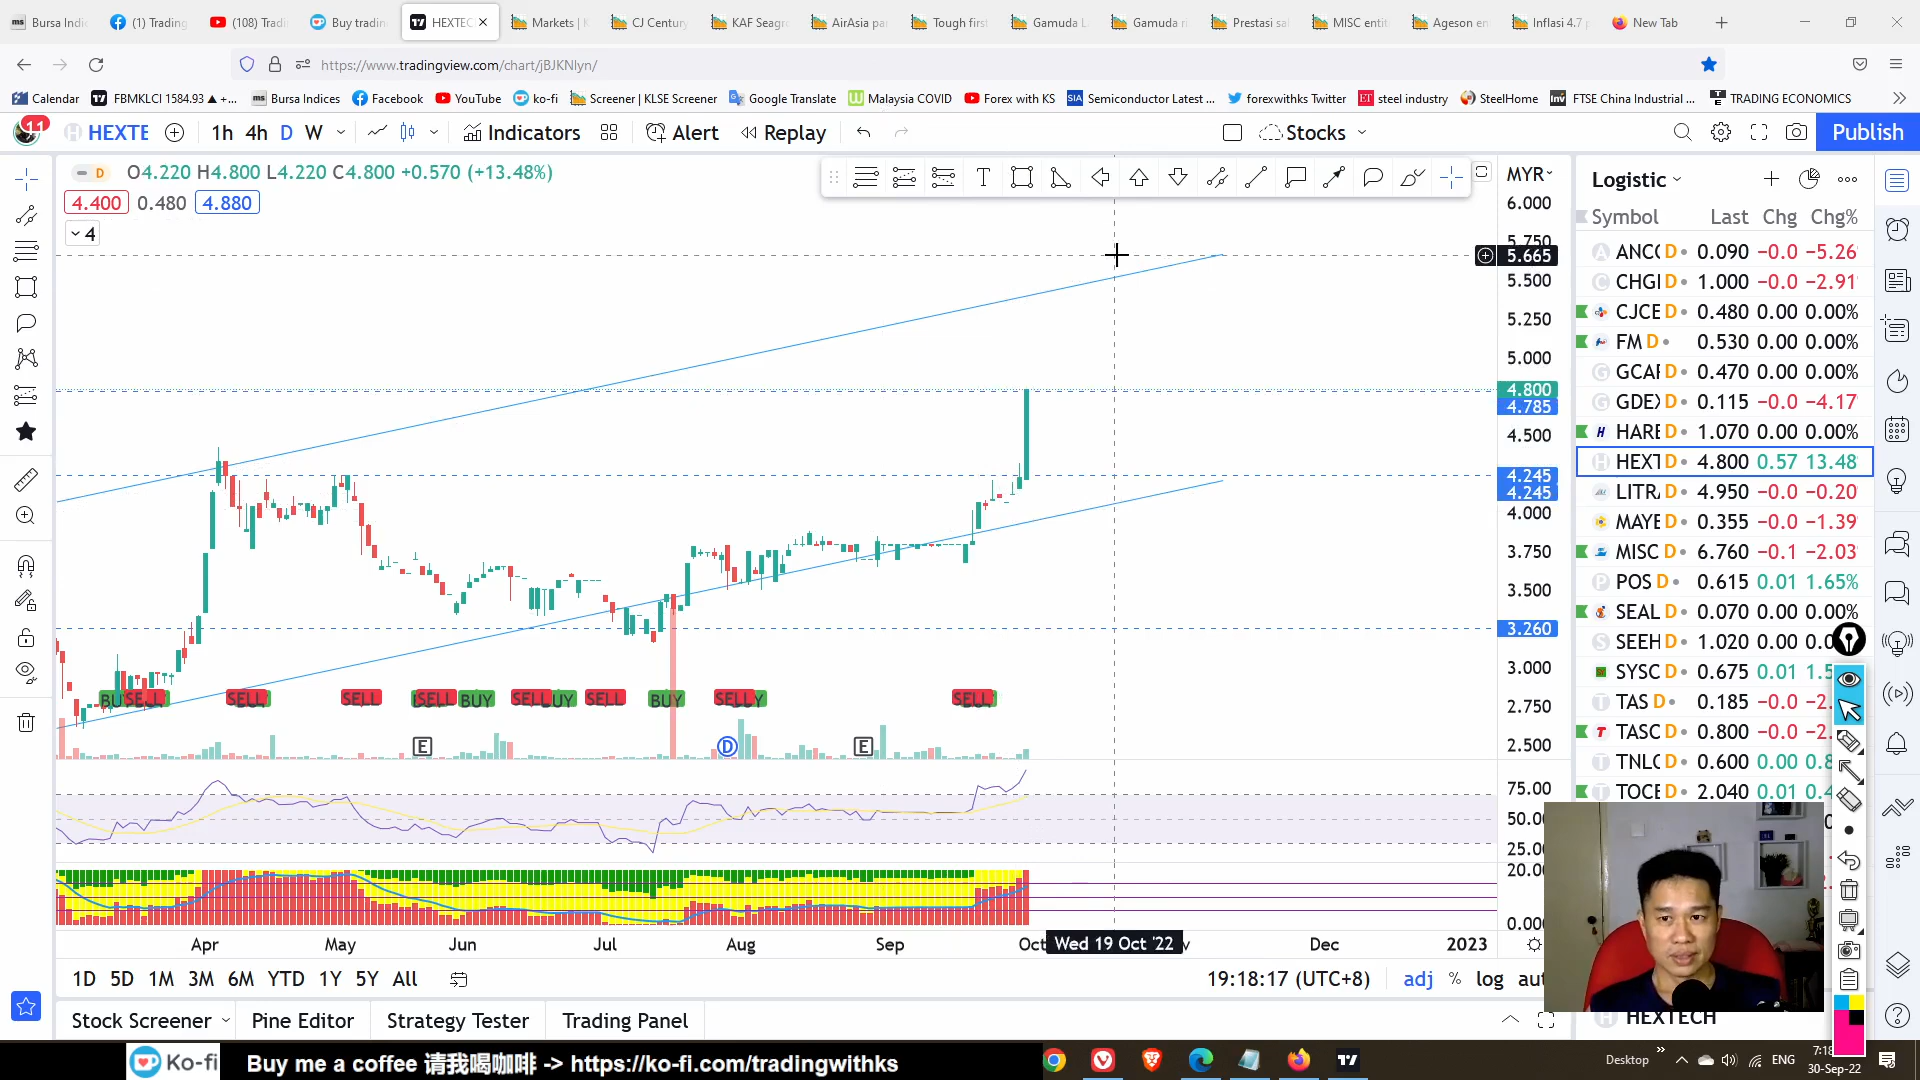 Bursa Indi
(1) Trading
(108) Tradi
Buy tradin
HEXTEC
Markets | K
CJ Century
KAF Seagr
AirAsia pa
Tough first
Gamuda L
Gamuda ri
Prestasi sa
MISC entit
Ageson en
Inflasi 4.7 p
New Tab
https://www.tradingview.com/chart/jBJKNlyn/
Calendar
FBMKLCI 1584.93 ▲ +...
Bursa Indices
Facebook
YouTube
ko-fi
Screener | KLSE Screener
Google Translate
Malaysia COVID
Forex with KS
Semiconductor Latest ...
forexwithks Twitter
steel industry
SteelHome
FTSE China Industrial ...
TRADING ECONOMICS
11
HEXTE
1h 4h D W
Indicators
Alert
Replay
Stocks
Publish
D O4.220 H4.800 L4.220 C4.800 +0.570 (+13.48%)
4.400 0.480 4.880
4
MYR
6.000
5.750
5.665
5.500
5.250
5.000
4.800
4.785
4.500
4.245
4.245
4.000
3.750
3.500
3.260
3.000
2.750
2.500
75.00
50.00
25.00
20.00
0.00
SELL
SELL
SELL
SELL
BUY
SELL
SELL
BUY
SELL
SELL
E
D
E
Apr May Jun Jul Aug Sep Oct Wed 19 Oct '22 Dec 2023
1D 5D 1M 3M 6M YTD 1Y 5Y All
19:18:17 (UTC+8)
adj % log
Stock Screener
Pine Editor
Strategy Tester
Trading Panel
Logistic
Symbol Last Chg Chg%
ANCO D 0.090 −0.0 −5.26
CHGI D 1.000 −0.0 −2.91
CJCE D 0.480 0.00 0.00%
FM D 0.530 0.00 0.00%
GCAF D 0.470 0.00 0.00%
GDEX D 0.115 −0.0 −4.17
HARB D 1.070 0.00 0.00%
HEXT D 4.800 0.57 13.48
LITR D 4.950 −0.0 −0.20
MAYB D 0.355 −0.0 −1.39
MISC D 6.760 −0.1 −2.03
POS D 0.615 0.01 1.65%
SEAL D 0.070 0.00 0.00%
SEEH D 1.020 0.00
SYSC D 0.675 0.01
TAS D 0.185 −0.0
TASC D 0.800 −0.0
TNLC D 0.600 0.00
TOCE D 2.040 0.01
HEXTECH
Ko-fi
Buy me a coffee 请我喝咖啡 -> https://ko-fi.com/tradingwithks
Desktop
ENG
30-Sep-22